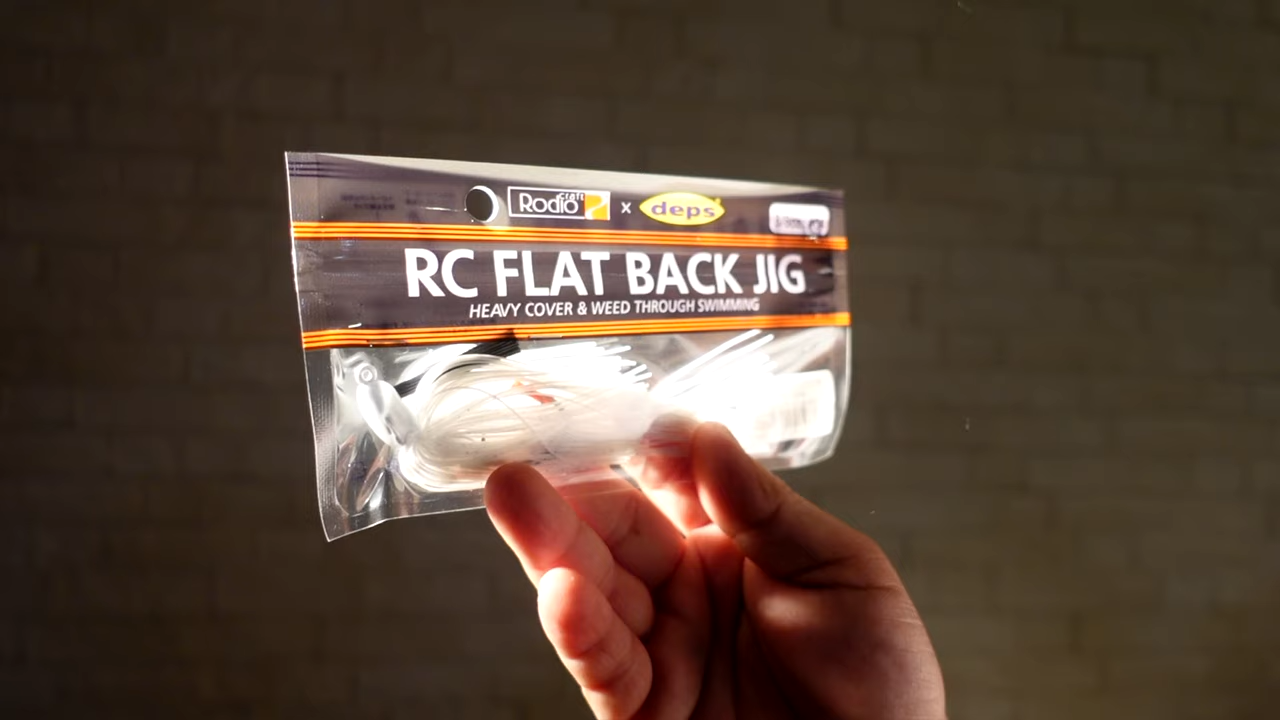 Rodio craft x deps
RC FLAT BACK JIG
HEAVY COVER & WEED THROUGH SWIMMING